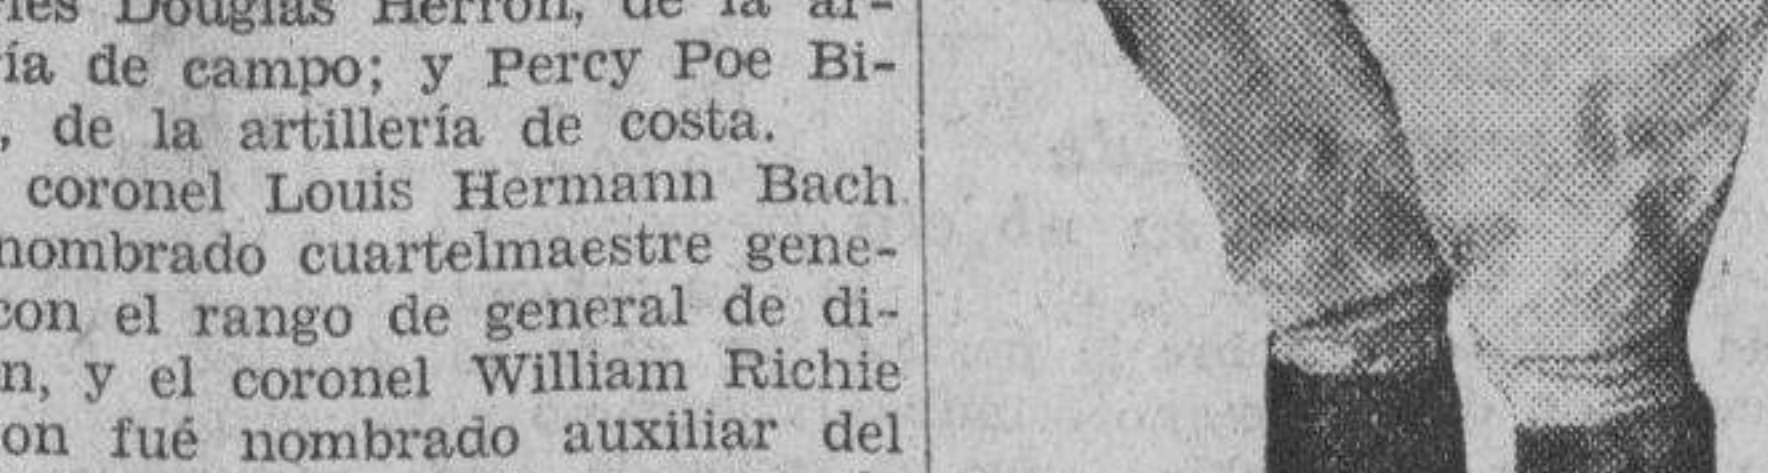 Douglas Herron, de la ar-
ía de campo; y Percy Poe Bi-
, de la artillería de costa.
coronel Louis Hermann Bach
nombrado cuartelmaestre gene-
con el rango de general de di-
n, y el coronel William Richie
on fué nombrado auxiliar del